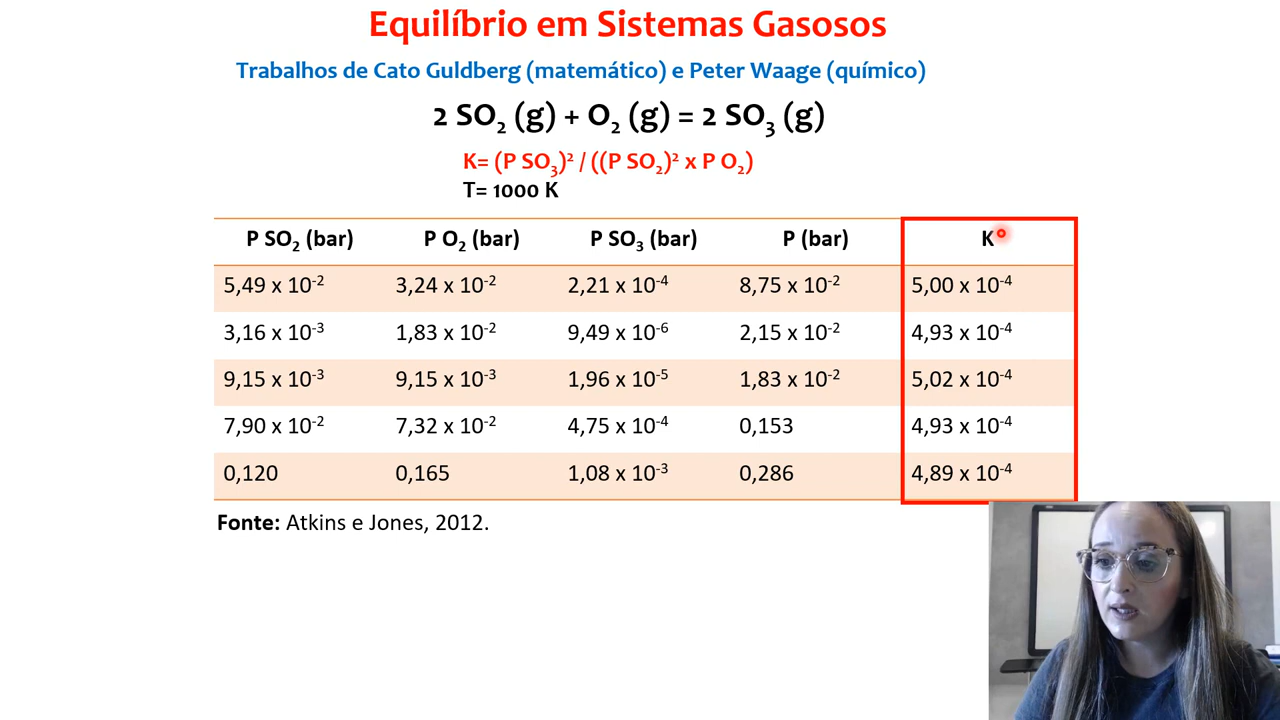 Equilíbrio em Sistemas Gasosos
Trabalhos de Cato Guldberg (matemático) e Peter Waage (químico)
2 SO₂ (g) + O₂ (g) = 2 SO₃ (g)
K= (P SO₃)² / ((P SO₂)² x P O₂)
T= 1000 K
P SO₂ (bar) P O₂ (bar) P SO₃ (bar) P (bar) K
5,49 x 10⁻² 3,24 x 10⁻² 2,21 x 10⁻⁴ 8,75 x 10⁻² 5,00 x 10⁻⁴
3,16 x 10⁻³ 1,83 x 10⁻² 9,49 x 10⁻⁶ 2,15 x 10⁻² 4,93 x 10⁻⁴
9,15 x 10⁻³ 9,15 x 10⁻³ 1,96 x 10⁻⁵ 1,83 x 10⁻² 5,02 x 10⁻⁴
7,90 x 10⁻² 7,32 x 10⁻² 4,75 x 10⁻⁴ 0,153 4,93 x 10⁻⁴
0,120 0,165 1,08 x 10⁻³ 0,286 4,89 x 10⁻⁴
Fonte: Atkins e Jones, 2012.